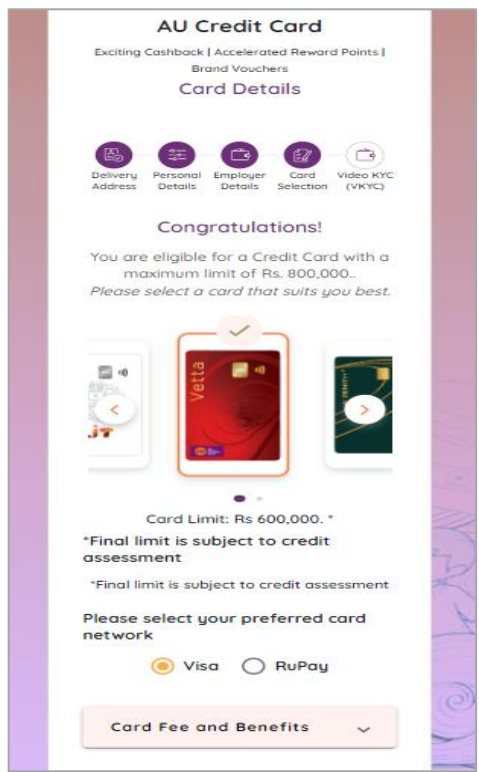 AU Credit Card
Exciting Cashback | Accelerated Reward Points |
Brand Vouchers
Card Details
Delivery Address
Personal Details
Employer Details
Card Selection
Video KYC (VKYC)
Congratulations!
You are eligible for a Credit Card with a
maximum limit of Rs. 800,000..
Please select a card that suits you best.
Vetta
ZENITH+
Card Limit: Rs 600,000. *
*Final limit is subject to credit
assessment
*Final limit is subject to credit assessment
Please select your preferred card
network
Visa
RuPay
Card Fee and Benefits